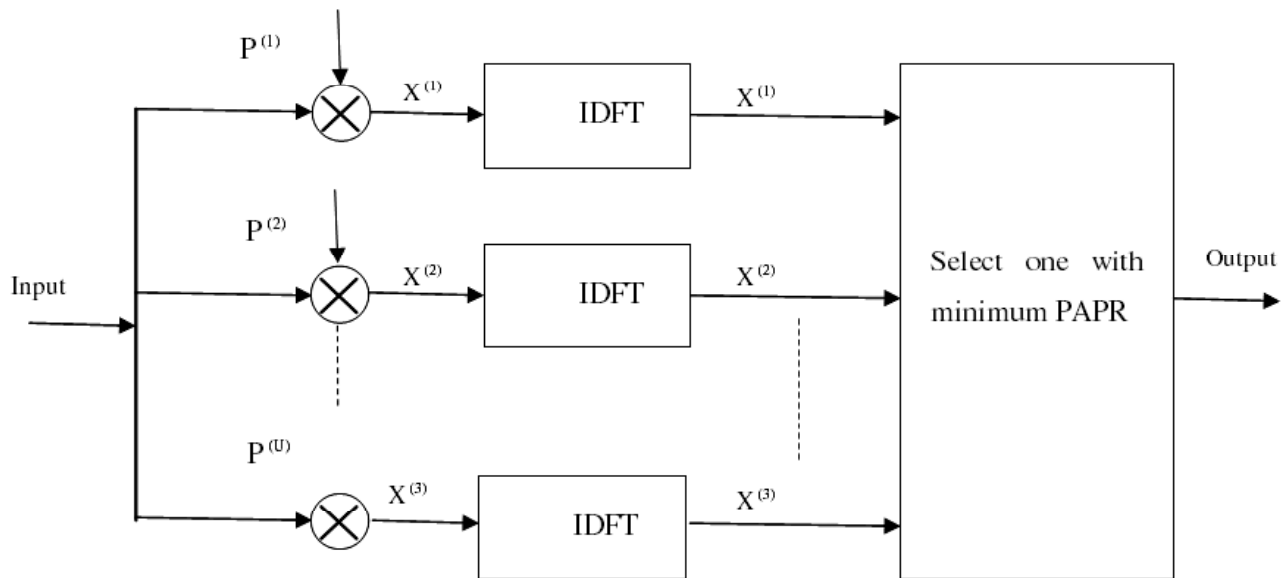 P^(1)
X^(1)
IDFT
X^(1)
P^(2)
X^(2)
IDFT
X^(2)
Input
Select one with
minimum PAPR
Output
P^(U)
X^(3)
IDFT
X^(3)